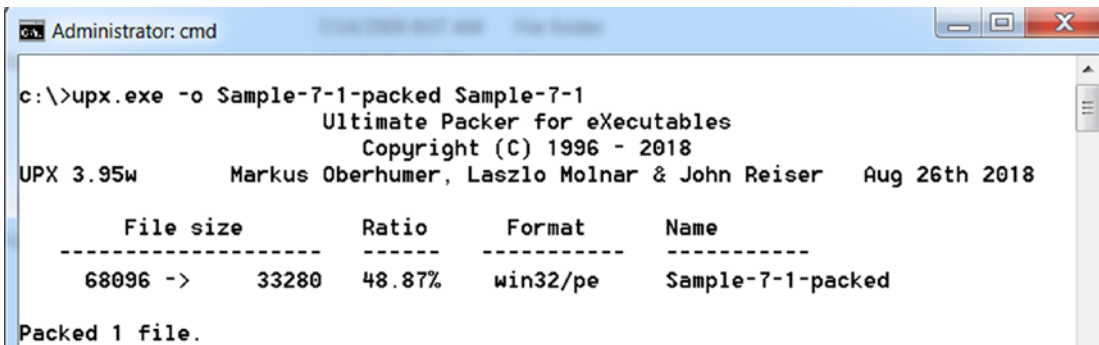 Administrator: cmd
c:\>upx.exe -o Sample-7-1-packed Sample-7-1
Ultimate Packer for eXecutables
Copyright (C) 1996 - 2018
UPX 3.95w Markus Oberhumer, Laszlo Molnar & John Reiser Aug 26th 2018
File size Ratio Format Name
-------------------- ------ ----------- -----------
68096 -> 33280 48.87% win32/pe Sample-7-1-packed
Packed 1 file.